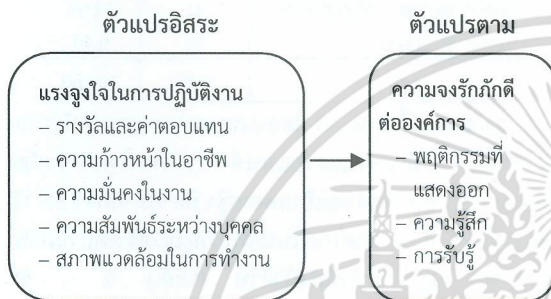 ตัวแปรอิสระ
ตัวแปรตาม
แรงจูงใจในการปฏิบัติงาน
– รางวัลและค่าตอบแทน
– ความก้าวหน้าในอาชีพ
– ความมั่นคงในงาน
– ความสัมพันธ์ระหว่างบุคคล
– สภาพแวดล้อมในการทำงาน
ความจงรักภักดี
ต่อองค์การ
– พฤติกรรมที่
แสดงออก
– ความรู้สึก
– การรับรู้